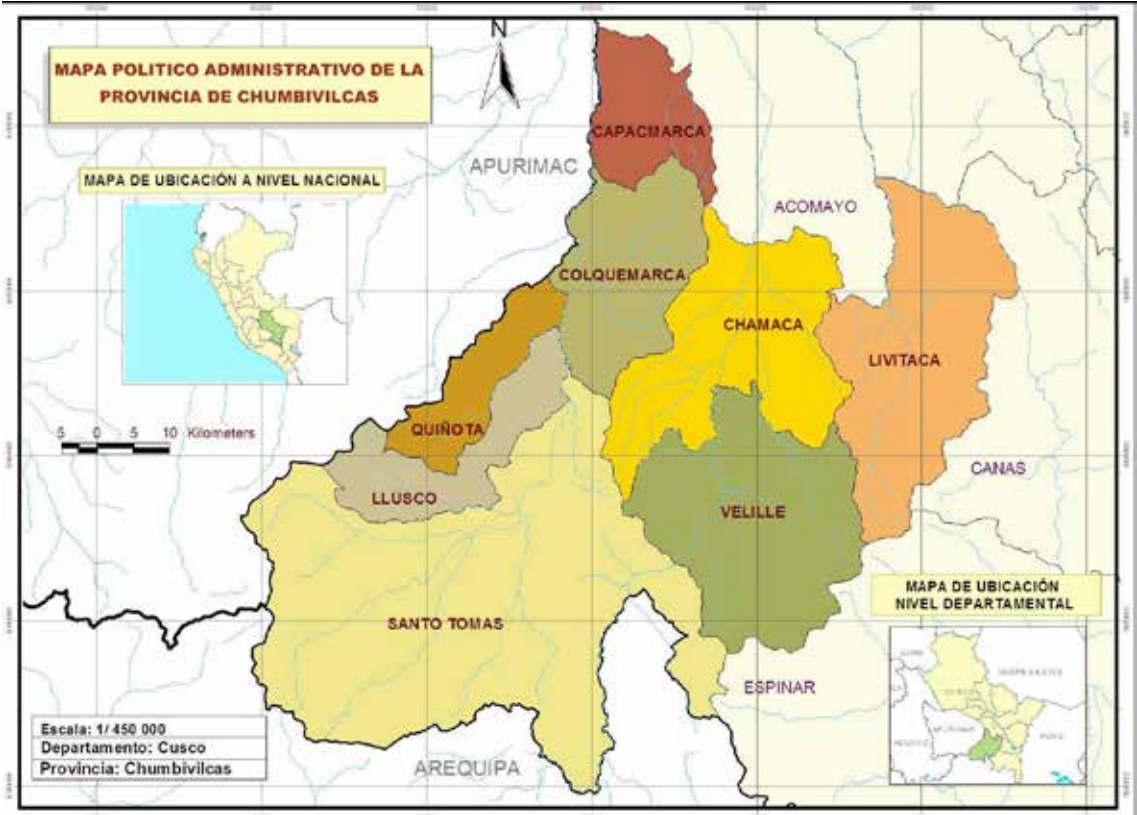 MAPA POLITICO ADMINISTRATIVO DE LA
PROVINCIA DE CHUMBIVILCAS
N
CAPACMARCA
APURIMAC
MAPA DE UBICACIÓN A NIVEL NACIONAL
ACOMAYO
COLQUEMARCA
CHAMACA
LIVITACA
QUIÑOTA
5 0 5 10 Kilometers
CANAS
LLUSCO
VELILLE
MAPA DE UBICACIÓN
NIVEL DEPARTAMENTAL
SANTO TOMAS
ESPINAR
Escala: 1/ 450 000
Departamento: Cusco
Provincia: Chumbivilcas
AREQUIPA